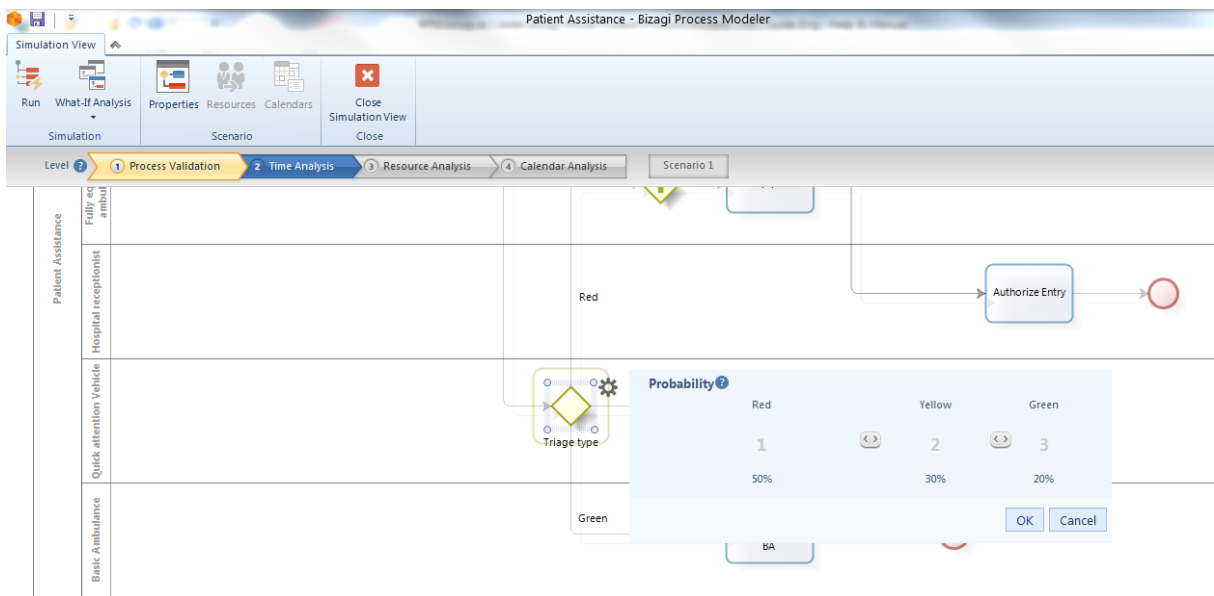 Patient Assistance - Bizagi Process Modeler
Simulation View
Run
What-If Analysis
Properties
Resources
Calendars
Close
Simulation View
Simulation
Scenario
Close
Level ? 1 Process Validation 2 Time Analysis 3 Resource Analysis 4 Calendar Analysis Scenario 1
Patient Assistance
Hospital receptionist
Red
Authorize Entry
Quick attention Vehicle
Triage type
Probability ?
Red Yellow Green
1 2 3
50% 30% 20%
OK Cancel
Basic Ambulance
Green
BA